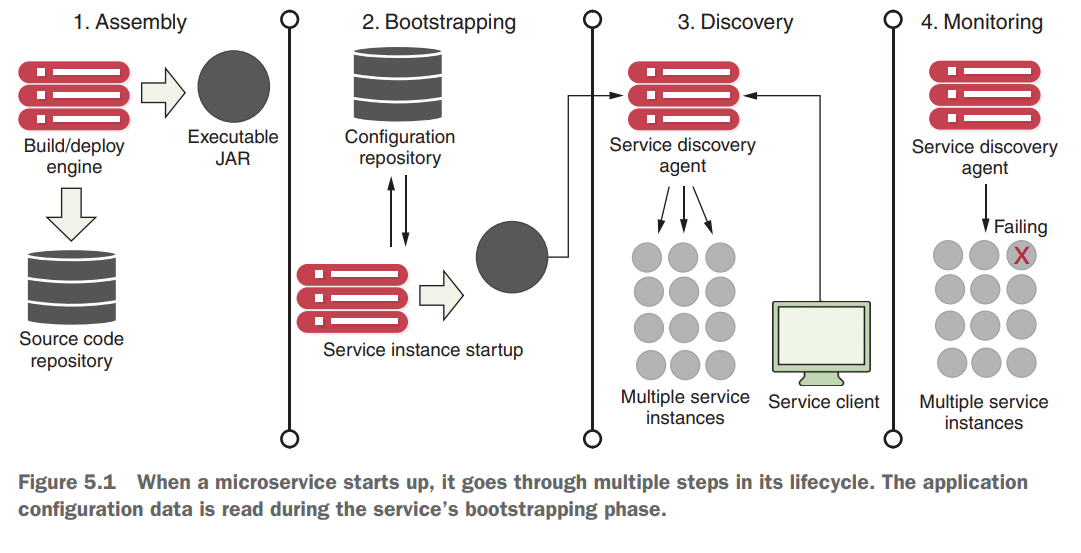 1. Assembly
Build/deploy
engine
Executable
JAR
Source code
repository
2. Bootstrapping
Configuration
repository
Service instance startup
3. Discovery
Service discovery
agent
Multiple service
instances
Service client
4. Monitoring
Service discovery
agent
Failing
X
Multiple service
instances
Figure 5.1 When a microservice starts up, it goes through multiple steps in its lifecycle. The application
configuration data is read during the service’s bootstrapping phase.